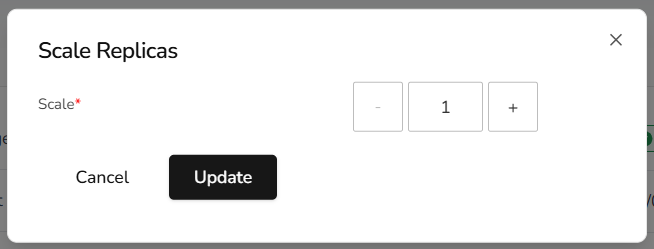 Scale Replicas
Scale*
- 1 +
Cancel Update